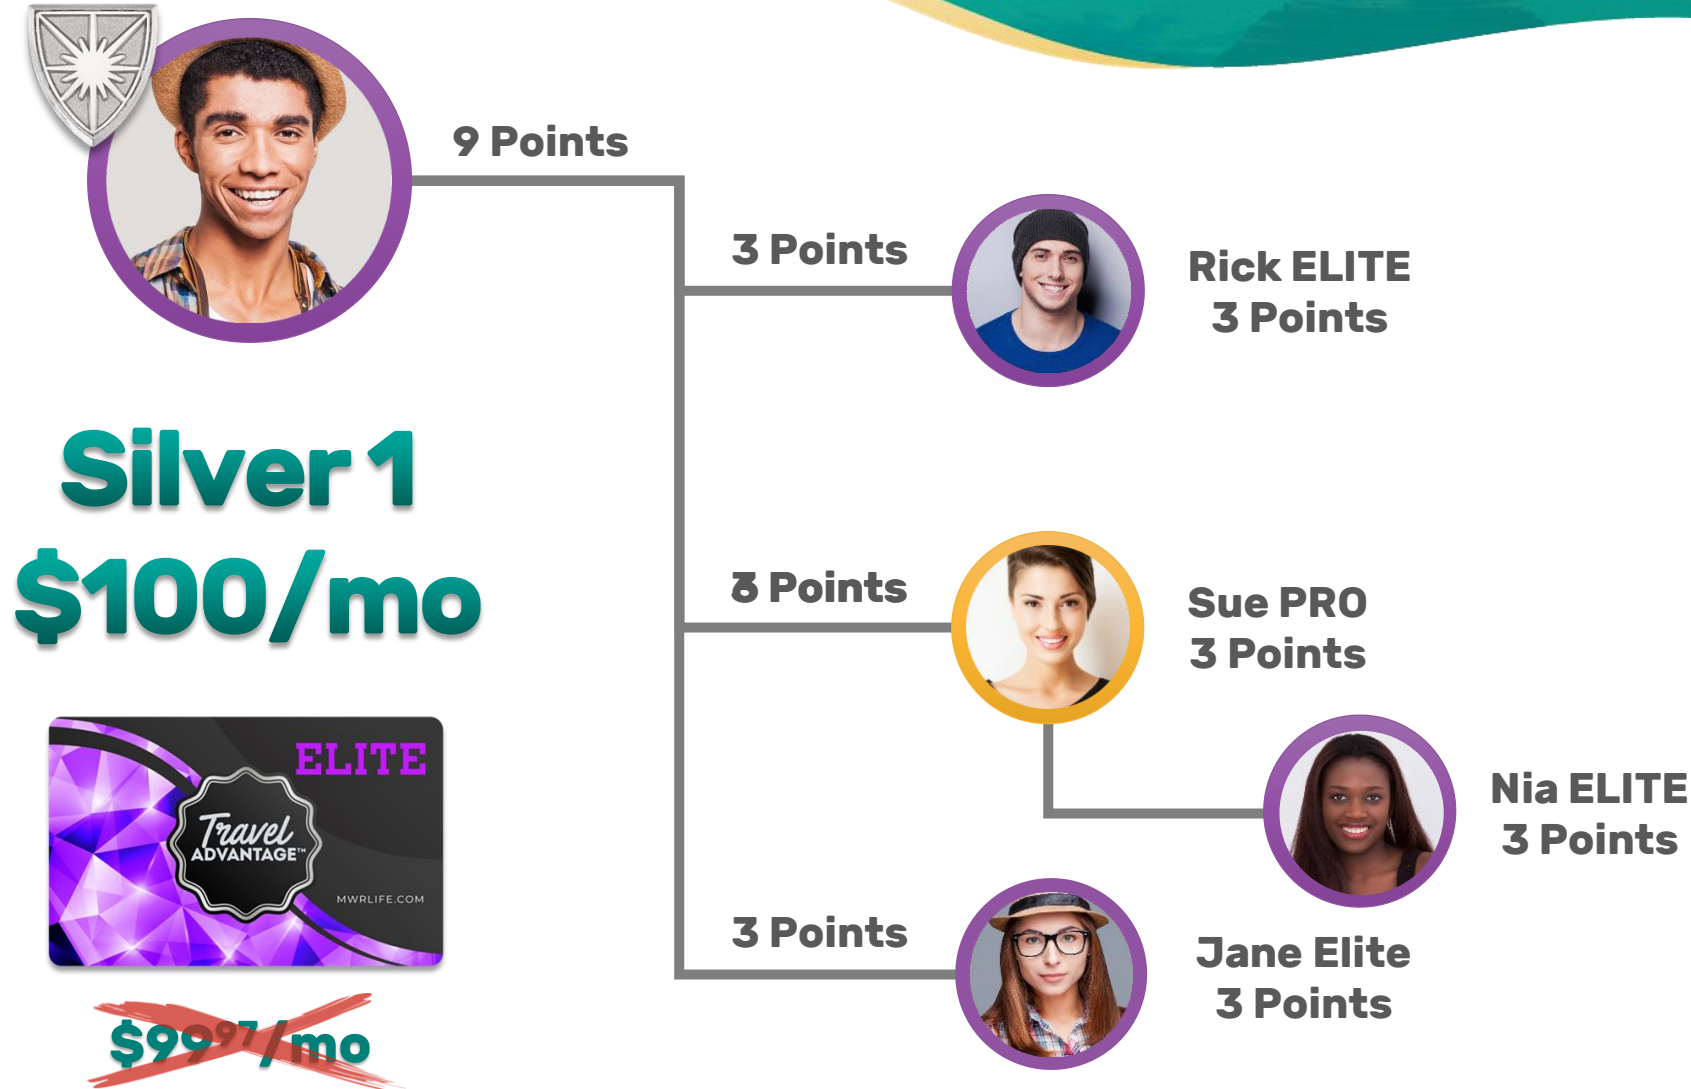 9 Points
3 Points
Rick ELITE
3 Points
Silver 1
$100/mo
Points
Sue PRO
3 Points
ELITE
Travel
ADVANTAGE™
MWRLIFE.COM
Nia ELITE
3 Points
3 Points
Jane Elite
3 Points
$99⁹⁷/mo